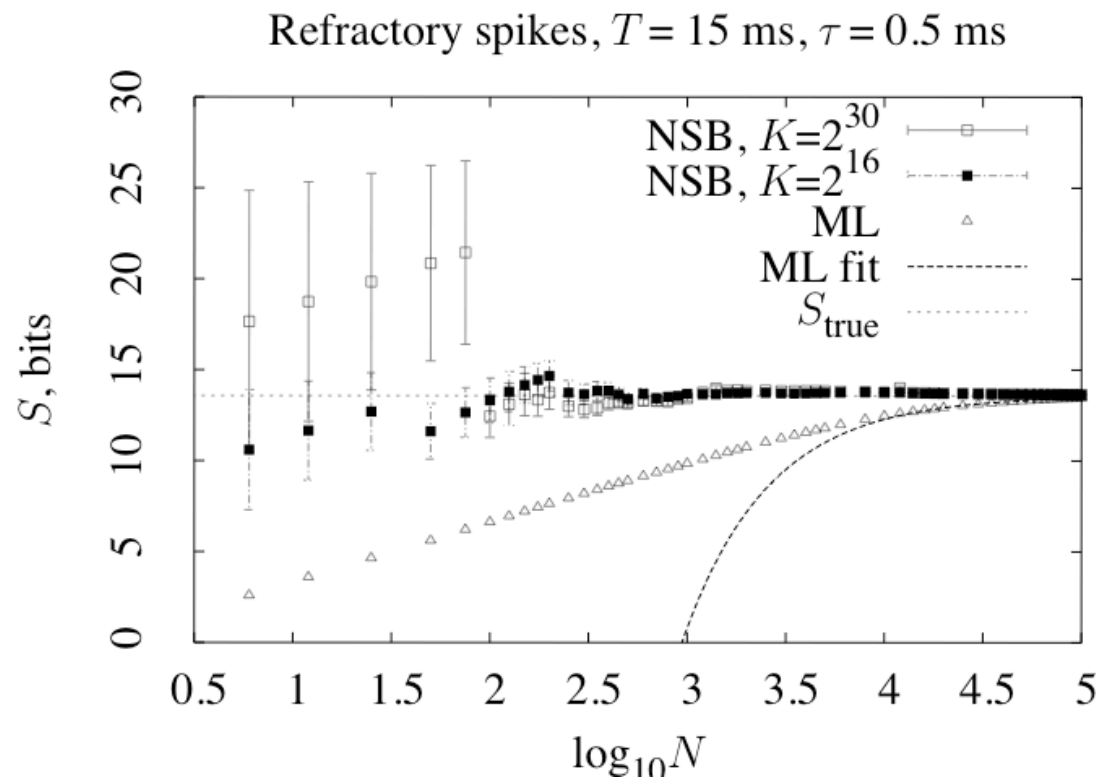 Refractory spikes, T = 15 ms, τ = 0.5 ms
30
25
20
15
10
5
0
S, bits
NSB, K=2^30
NSB, K=2^16
ML
ML fit
S_true
0.5 1 1.5 2 2.5 3 3.5 4 4.5 5
log_10 N